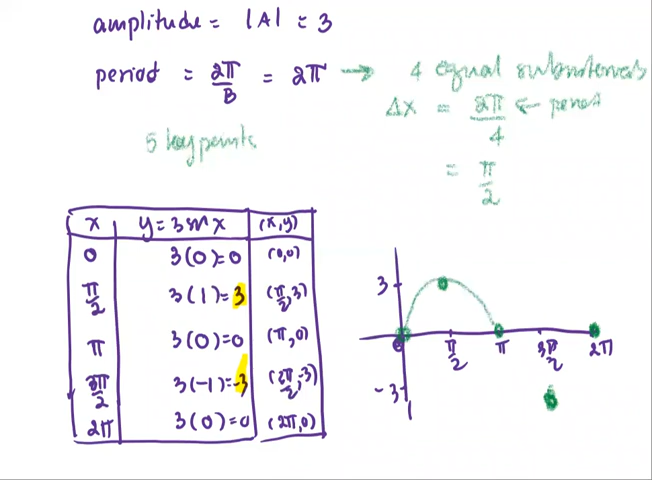 amplitude = |A| = 3
period = 2π/B = 2π → 4 equal subintervals
Δx = 2π/4 ← period
= π/2
5 key points
x y = 3 sin x (x,y)
0 3(0)=0 (0,0)
π/2 3(1)=3 (π/2,3)
π 3(0)=0 (π,0)
3π/2 3(-1)=-3 (3π/2,-3)
2π 3(0)=0 (2π,0)
3
0 π/2 π 3π/2 2π
-3